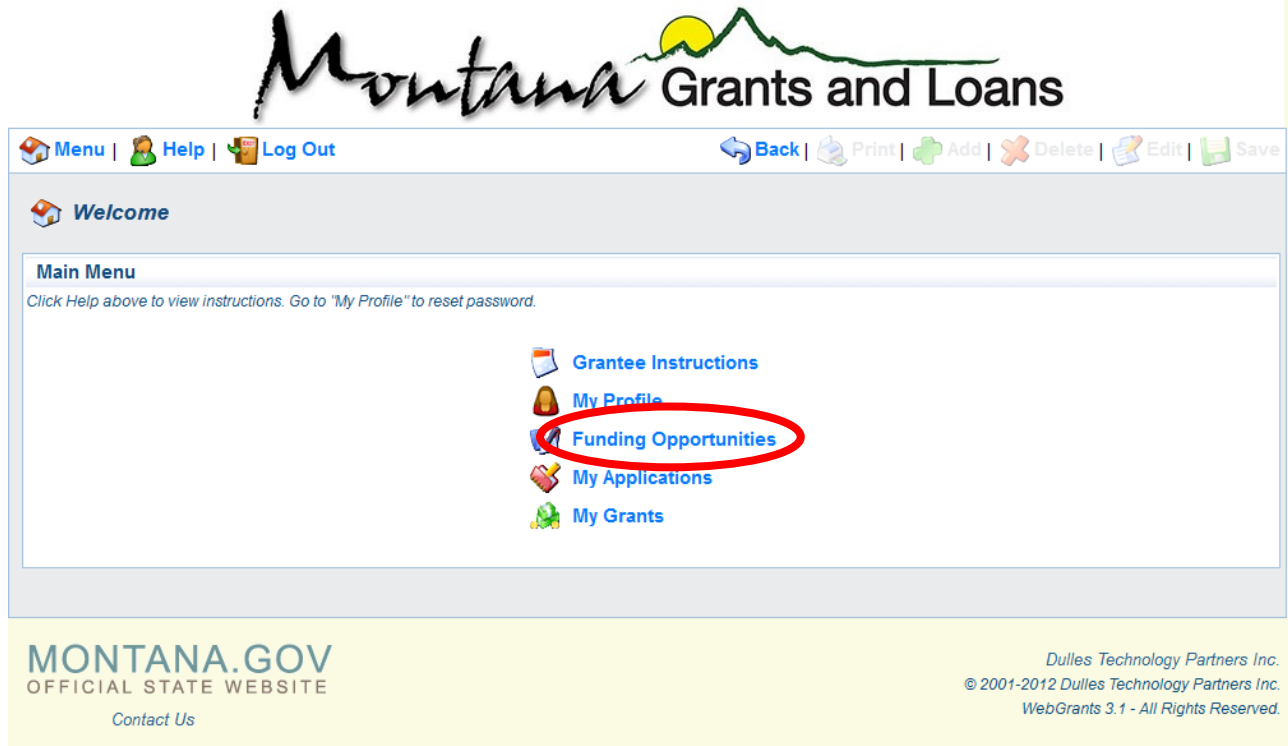 Montana Grants and Loans
Menu | Help | Log Out Back | Print | Add | Delete | Edit | Save
Welcome
Main Menu
Click Help above to view instructions. Go to "My Profile" to reset password.
Grantee Instructions
My Profile
Funding Opportunities
My Applications
My Grants
MONTANA.GOV
OFFICIAL STATE WEBSITE
Contact Us
Dulles Technology Partners Inc.
© 2001-2012 Dulles Technology Partners Inc.
WebGrants 3.1 - All Rights Reserved.